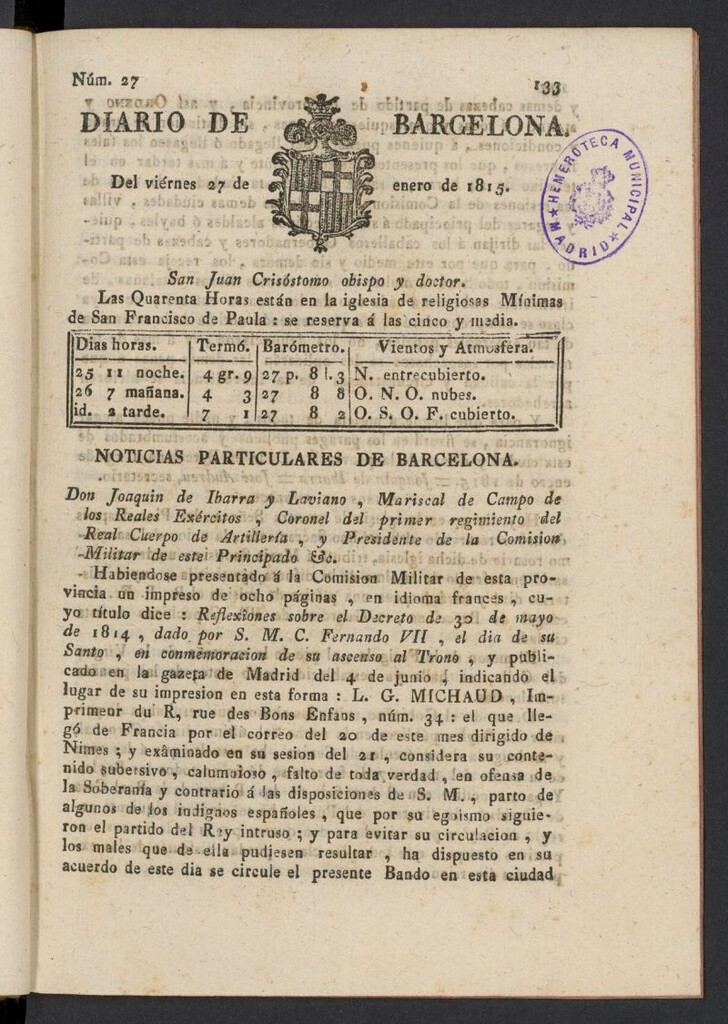 Núm. 27 133
DIARIO DE BARCELONA.
Del viérnes 27 de enero de 1815.
HEMEROTECA MUNICIPAL
★ MADRID ★
San Juan Crisóstomo obispo y doctor.
Las Quarenta Horas están en la iglesia de religiosas Mínimas
de San Francisco de Paula : se reserva á las cinco y media.
Dias horas. Termó. Barómetro. Vientos y Atmosfera.
25 11 noche. 4 gr. 9 27 p. 8 l. 3 N. entrecubierto.
26 7 mañana. 4 3 27 8 8 O. N. O. nubes.
id. 2 tarde. 7 1 27 8 2 O. S. O. F. cubierto.
NOTICIAS PARTICULARES DE BARCELONA.
Don Joaquin de Ibarra y Laviano , Mariscal de Campo de
los Reales Exércitos , Coronel del primer regimiento del
Real Cuerpo de Artillería , y Presidente de la Comision
Militar de este Principado &c.
Habiendose presentado á la Comision Militar de esta pro-
vincia un impreso de ocho páginas , en idioma frances , cu-
yo título dice : Reflexîones sobre el Decreto de 30 de mayo
de 1814 , dado por S. M. C. Fernando VII , el dia de su
Santo , en conmemoracion de su ascenso al Trono , y publi-
cado en la gazeta de Madrid del 4 de junio , indicando el
lugar de su impresion en esta forma : L. G. MICHAUD , Im-
primeur du R, rue des Bons Enfans , núm. 34 : el que lle-
gó de Francia por el correo del 20 de este mes dirigido de
Nimes ; y exâminado en su sesion del 21 , considera su conte-
nido subersivo , calumnioso , falto de toda verdad , en ofensa de
la Soberanía y contrario á las disposiciones de S. M. , parto de
algunos de los indignos españoles , que por su egoismo siguie-
ron el partido del Rey intruso ; y para evitar su circulacion , y
los males que de ella pudiesen resultar , ha dispuesto en su
acuerdo de este dia se circule el presente Bando en esta ciudad